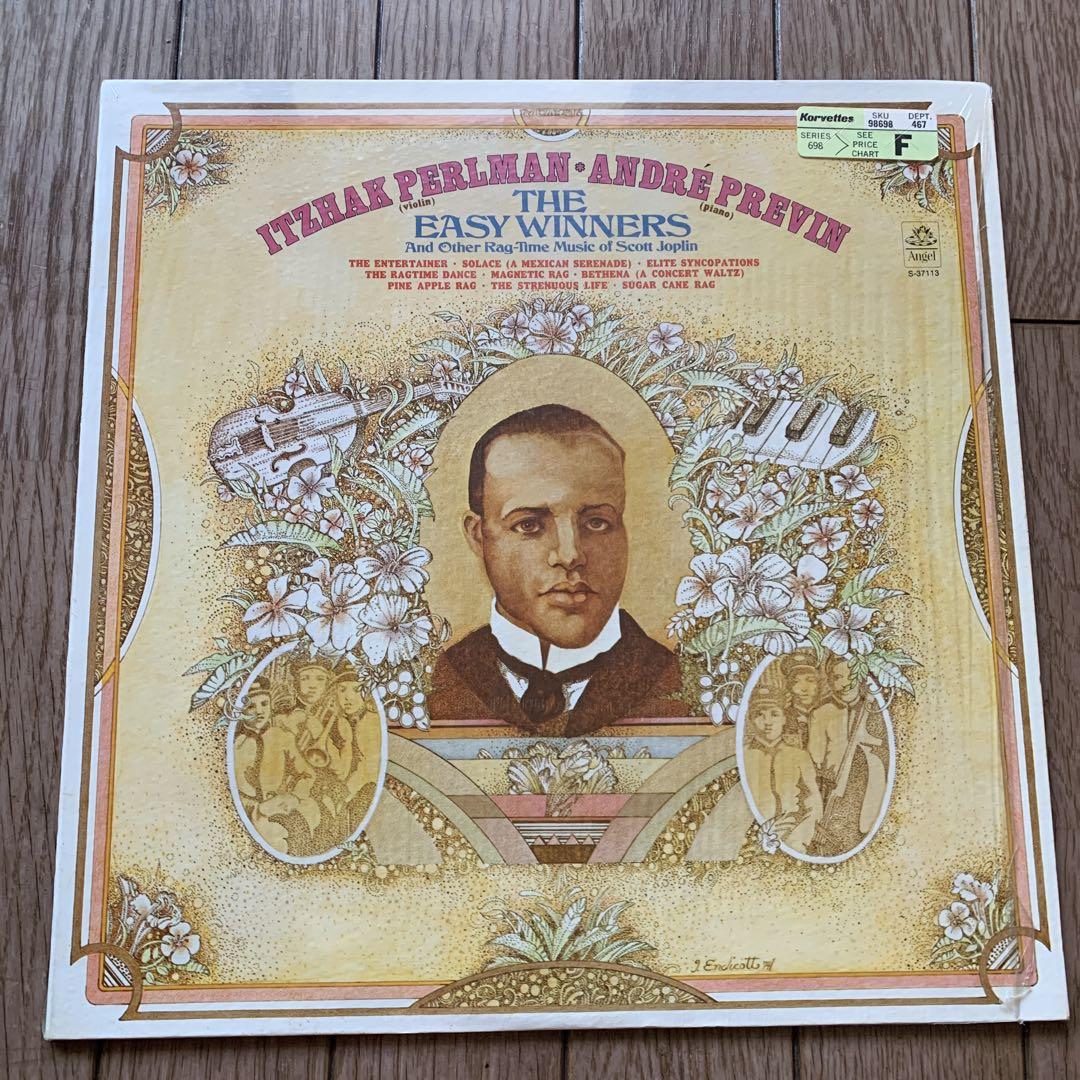 Korvettes SKU 98698 DEPT. 467
SERIES 698 SEE PRICE CHART F
ITZHAK PERLMAN * ANDRÉ PREVIN
(violin) (piano)
THE
EASY WINNERS
And Other Rag-Time Music of Scott Joplin
THE ENTERTAINER · SOLACE (A MEXICAN SERENADE) · ELITE SYNCOPATIONS
THE RAGTIME DANCE · MAGNETIC RAG · BETHENA (A CONCERT WALTZ)
PINE APPLE RAG · THE STRENUOUS LIFE · SUGAR CANE RAG
Angel
S-37113
J Endicott